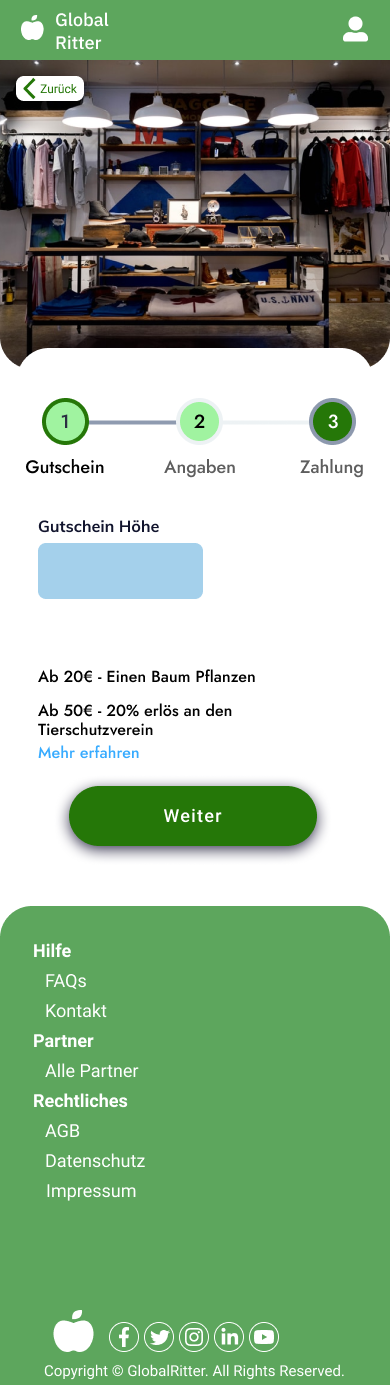 Global
Ritter
Zurück
U.S. NAVY
1
2
3
Gutschein
Angaben
Zahlung
Gutschein Höhe
Ab 20€ - Einen Baum Pflanzen
Ab 50€ - 20% erlös an den
Tierschutzverein
Mehr erfahren
Weiter
Hilfe
FAQs
Kontakt
Partner
Alle Partner
Rechtliches
AGB
Datenschutz
Impressum
Copyright © GlobalRitter. All Rights Reserved.